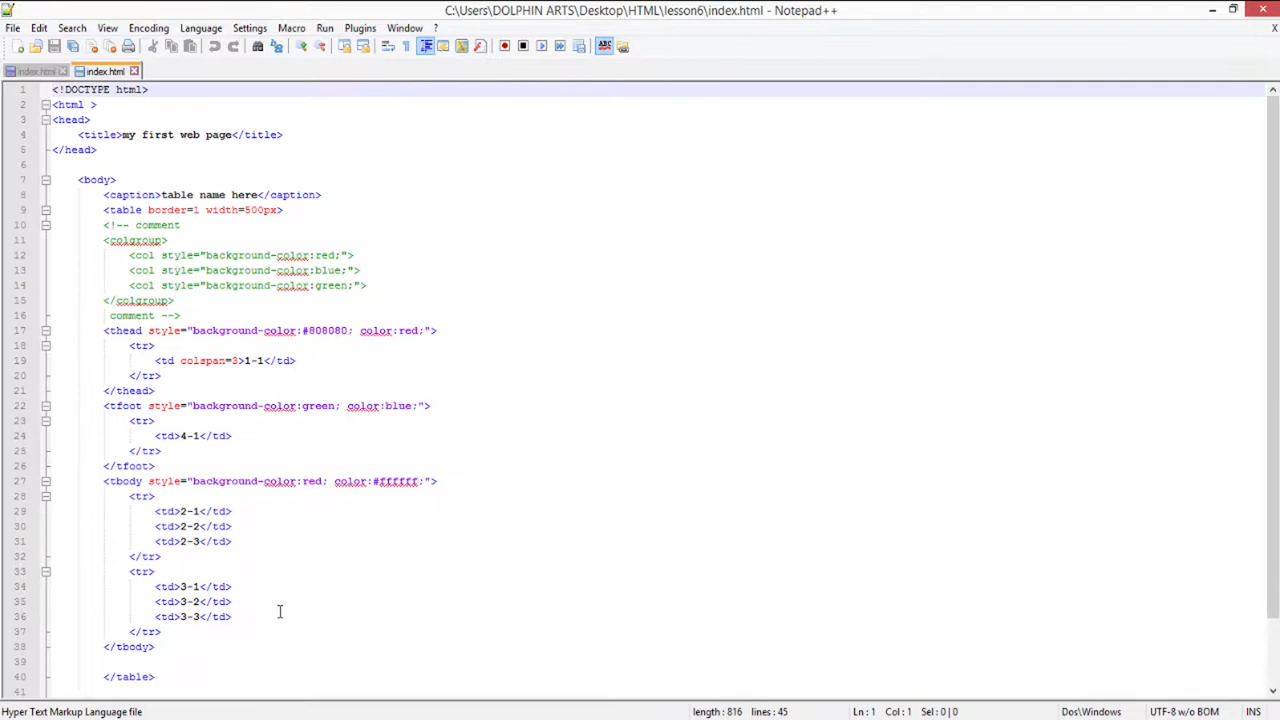 C:\Users\DOLPHIN ARTS\Desktop\HTML\lesson6\index.html - Notepad++
File Edit Search View Encoding Language Settings Macro Run Plugins Window ? X
index.html index.html
1 <!DOCTYPE html>
2 <html >
3 <head>
4 <title>my first web page</title>
5 </head>
6
7 <body>
8 <caption>table name here</caption>
9 <table border=1 width=500px>
10 <!-- comment
11 <colgroup>
12 <col style="background-color:red;">
13 <col style="background-color:blue;">
14 <col style="background-color:green;">
15 </colgroup>
16 comment -->
17 <thead style="background-color:#808080; color:red;">
18 <tr>
19 <td colspan=3>1-1</td>
20 </tr>
21 </thead>
22 <tfoot style="background-color:green; color:blue;">
23 <tr>
24 <td>4-1</td>
25 </tr>
26 </tfoot>
27 <tbody style="background-color:red; color:#ffffff;">
28 <tr>
29 <td>2-1</td>
30 <td>2-2</td>
31 <td>2-3</td>
32 </tr>
33 <tr>
34 <td>3-1</td>
35 <td>3-2</td>
36 <td>3-3</td>
37 </tr>
38 </tbody>
39
40 </table>
41
Hyper Text Markup Language file length : 816 lines : 45 Ln : 1 Col : 1 Sel : 0 | 0 Dos\Windows UTF-8 w/o BOM INS